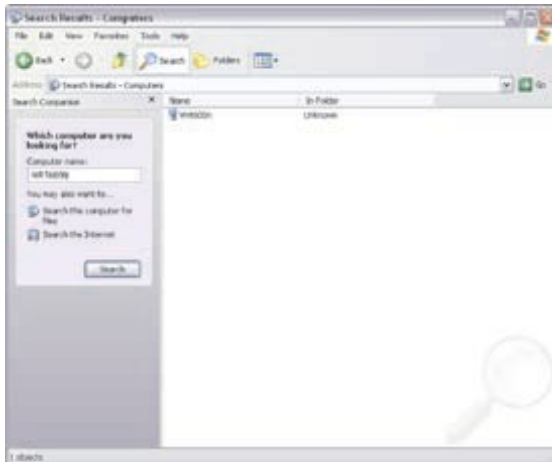 Search Results - Computers
File Edit View Favorites Tools Help
Back Search Folders
Address Search Results - Computers Go
Search Companion Name In Folder
Unknown
Which computer are you
looking for?
Computer name:
You may also want to...
Search this computer for
files
Search the Internet
Search
1 objects